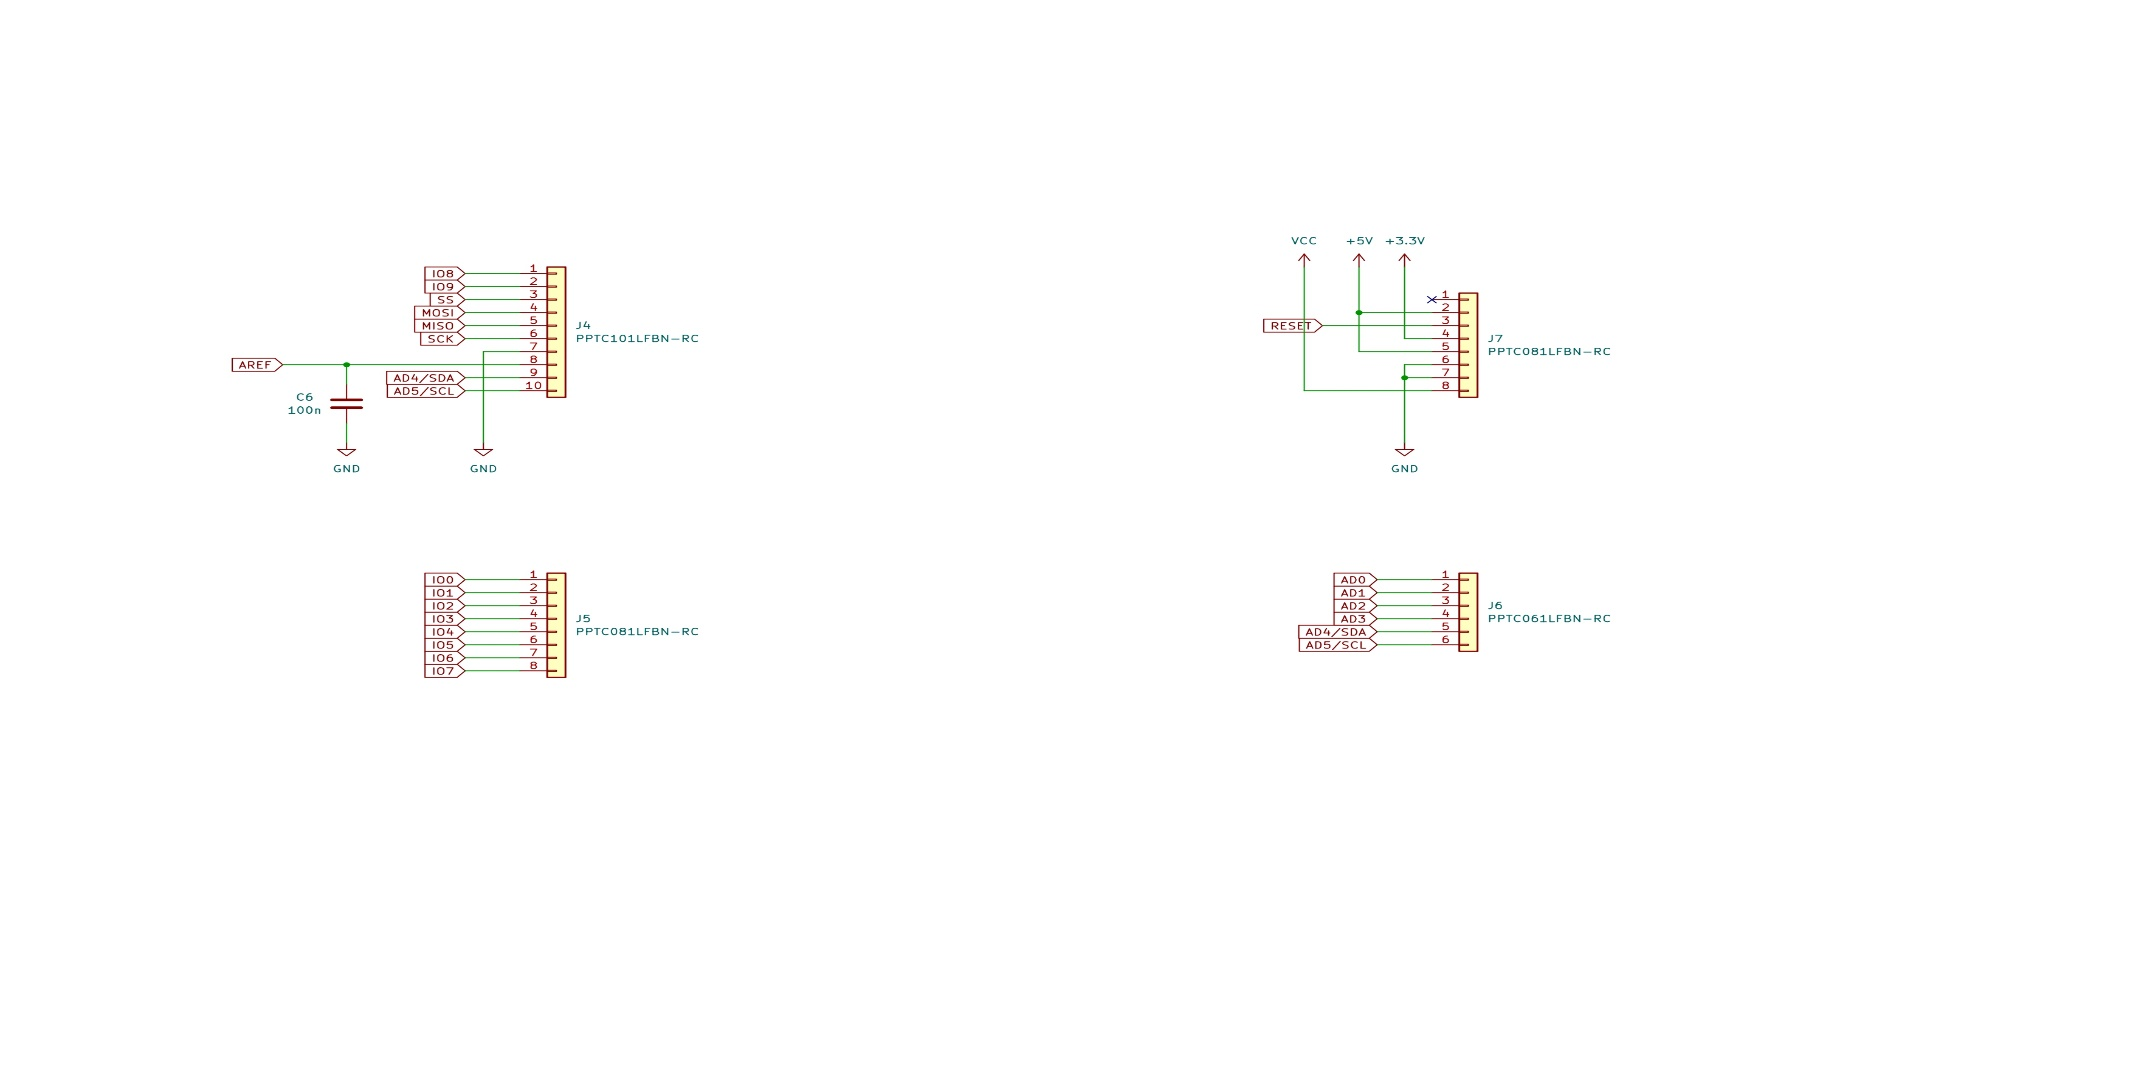 IO8 1
IO9 2
SS 3
MOSI 4
MISO 5
SCK 6
7
AREF 8
AD4/SDA 9
AD5/SCL 10
J4
PPTC101LFBN-RC
C6
100n
GND
GND
VCC +5V +3.3V
1
2
RESET 3
4
5
6
7
8
J7
PPTC081LFBN-RC
GND
IO0 1
IO1 2
IO2 3
IO3 4
IO4 5
IO5 6
IO6 7
IO7 8
J5
PPTC081LFBN-RC
AD0 1
AD1 2
AD2 3
AD3 4
AD4/SDA 5
AD5/SCL 6
J6
PPTC061LFBN-RC